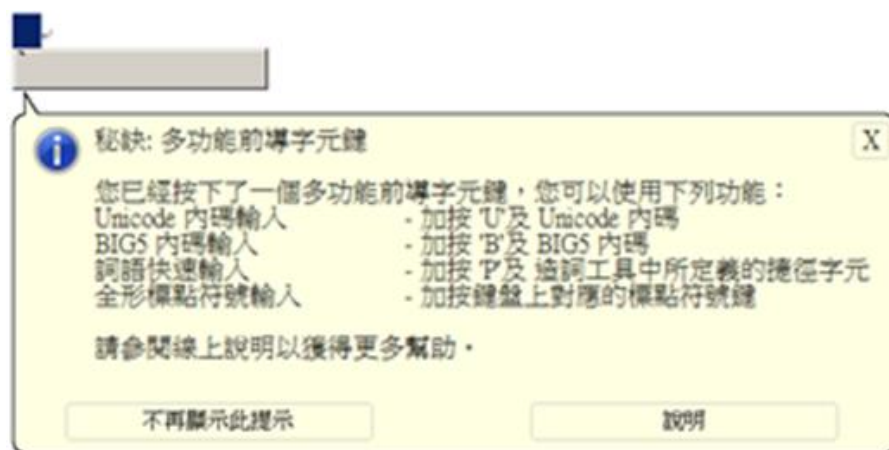 秘訣: 多功能前導字元鍵
X
您已經按下了一個多功能前導字元鍵，您可以使用下列功能：
Unicode 內碼輸入 - 加按 'U'及 Unicode 內碼
BIG5 內碼輸入 - 加按 'B'及 BIG5 內碼
詞語快速輸入 - 加按 'P'及 造詞工具中所定義的捷徑字元
全形標點符號輸入 - 加按鍵盤上對應的標點符號鍵
請參閱線上說明以獲得更多幫助。
不再顯示此提示
說明